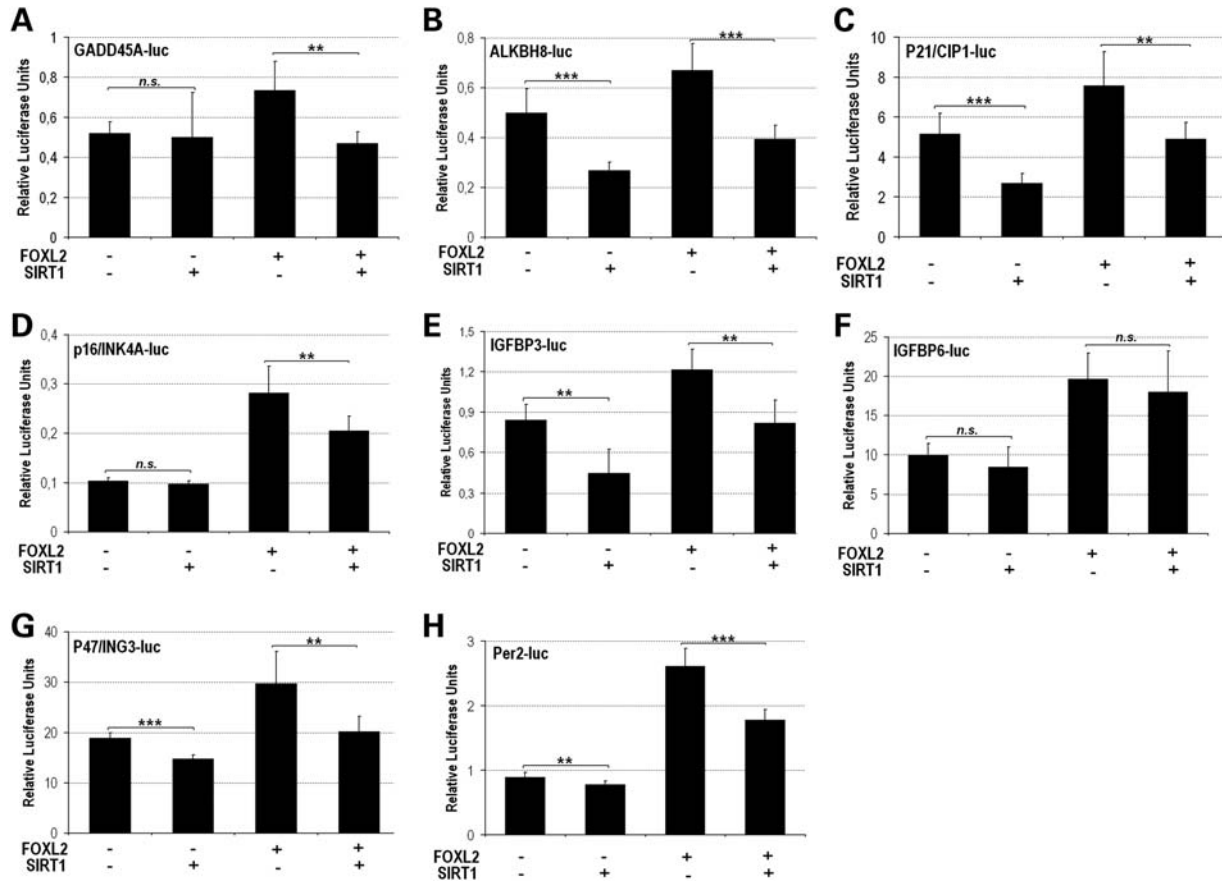 A
GADD45A-luc
Relative Luciferase Units
1
0,8
0,6
0,4
0,2
0
n.s.
**
FOXL2 - - + +
SIRT1 - + - +
B
ALKBH8-luc
Relative Luciferase Units
0,8
0,6
0,4
0,2
0
***
***
FOXL2 - - + +
SIRT1 - + - +
C
P21/CIP1-luc
Relative Luciferase Units
10
8
6
4
2
0
***
**
FOXL2 - - + +
SIRT1 - + - +
D
p16/INK4A-luc
Relative Luciferase Units
0,4
0,3
0,2
0,1
0
n.s.
**
FOXL2 - - + +
SIRT1 - + - +
E
IGFBP3-luc
Relative Luciferase Units
1,5
1,2
0,9
0,6
0,3
0
**
**
FOXL2 - - + +
SIRT1 - + - +
F
IGFBP6-luc
Relative Luciferase Units
25
20
15
10
5
0
n.s.
n.s.
FOXL2 - - + +
SIRT1 - + - +
G
P47/ING3-luc
Relative Luciferase Units
40
30
20
10
0
***
**
FOXL2 - - + +
SIRT1 - + - +
H
Per2-luc
Relative Luciferase Units
3
2
1
0
**
***
FOXL2 - - + +
SIRT1 - + - +